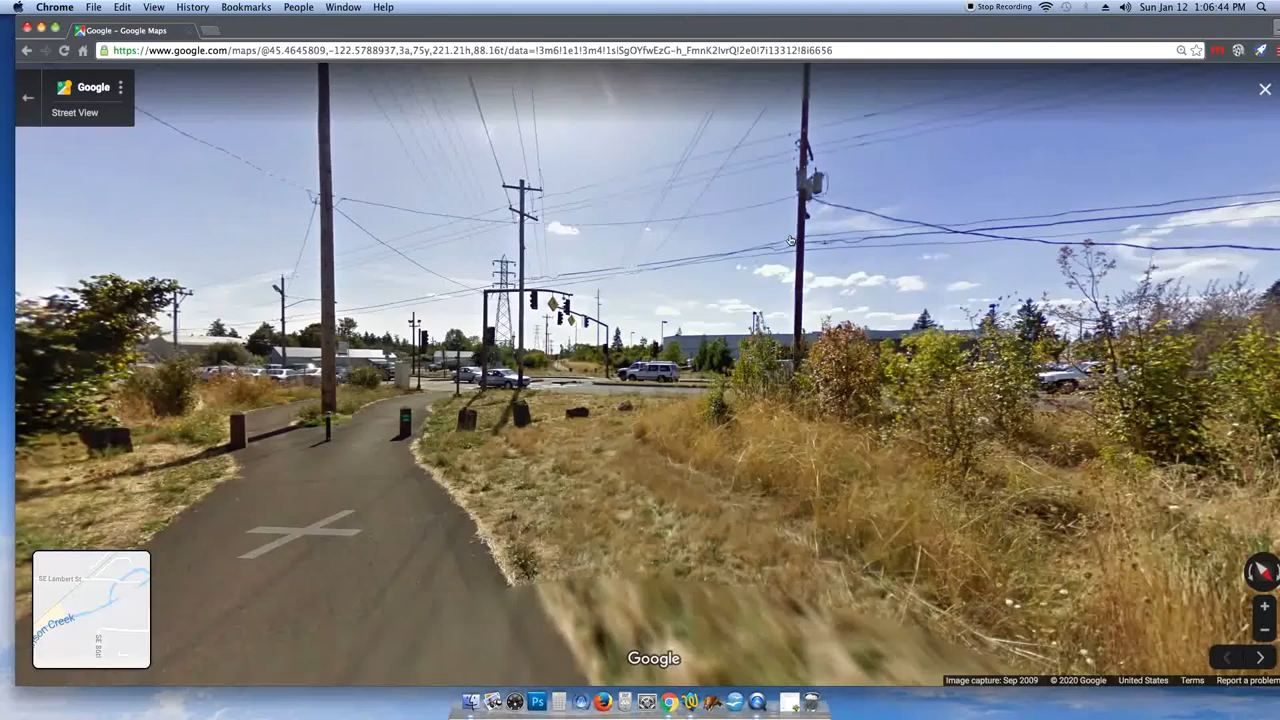 Chrome File Edit View History Bookmarks People Window Help
Stop Recording Sun Jan 12 1:06:44 PM
Google - Google Maps
https://www.google.com/maps/@45.4645809,-122.5788937,3a,75y,221.21h,88.16t/data=!3m6!1e1!3m4!1slSgOYfwEzG-h_FmnK2lvrQ!2e0!7i13312!8i6656
Google
Street View
SE Lambert St
son Creek
Google
Image capture: Sep 2009 © 2020 Google United States Terms Report a problem